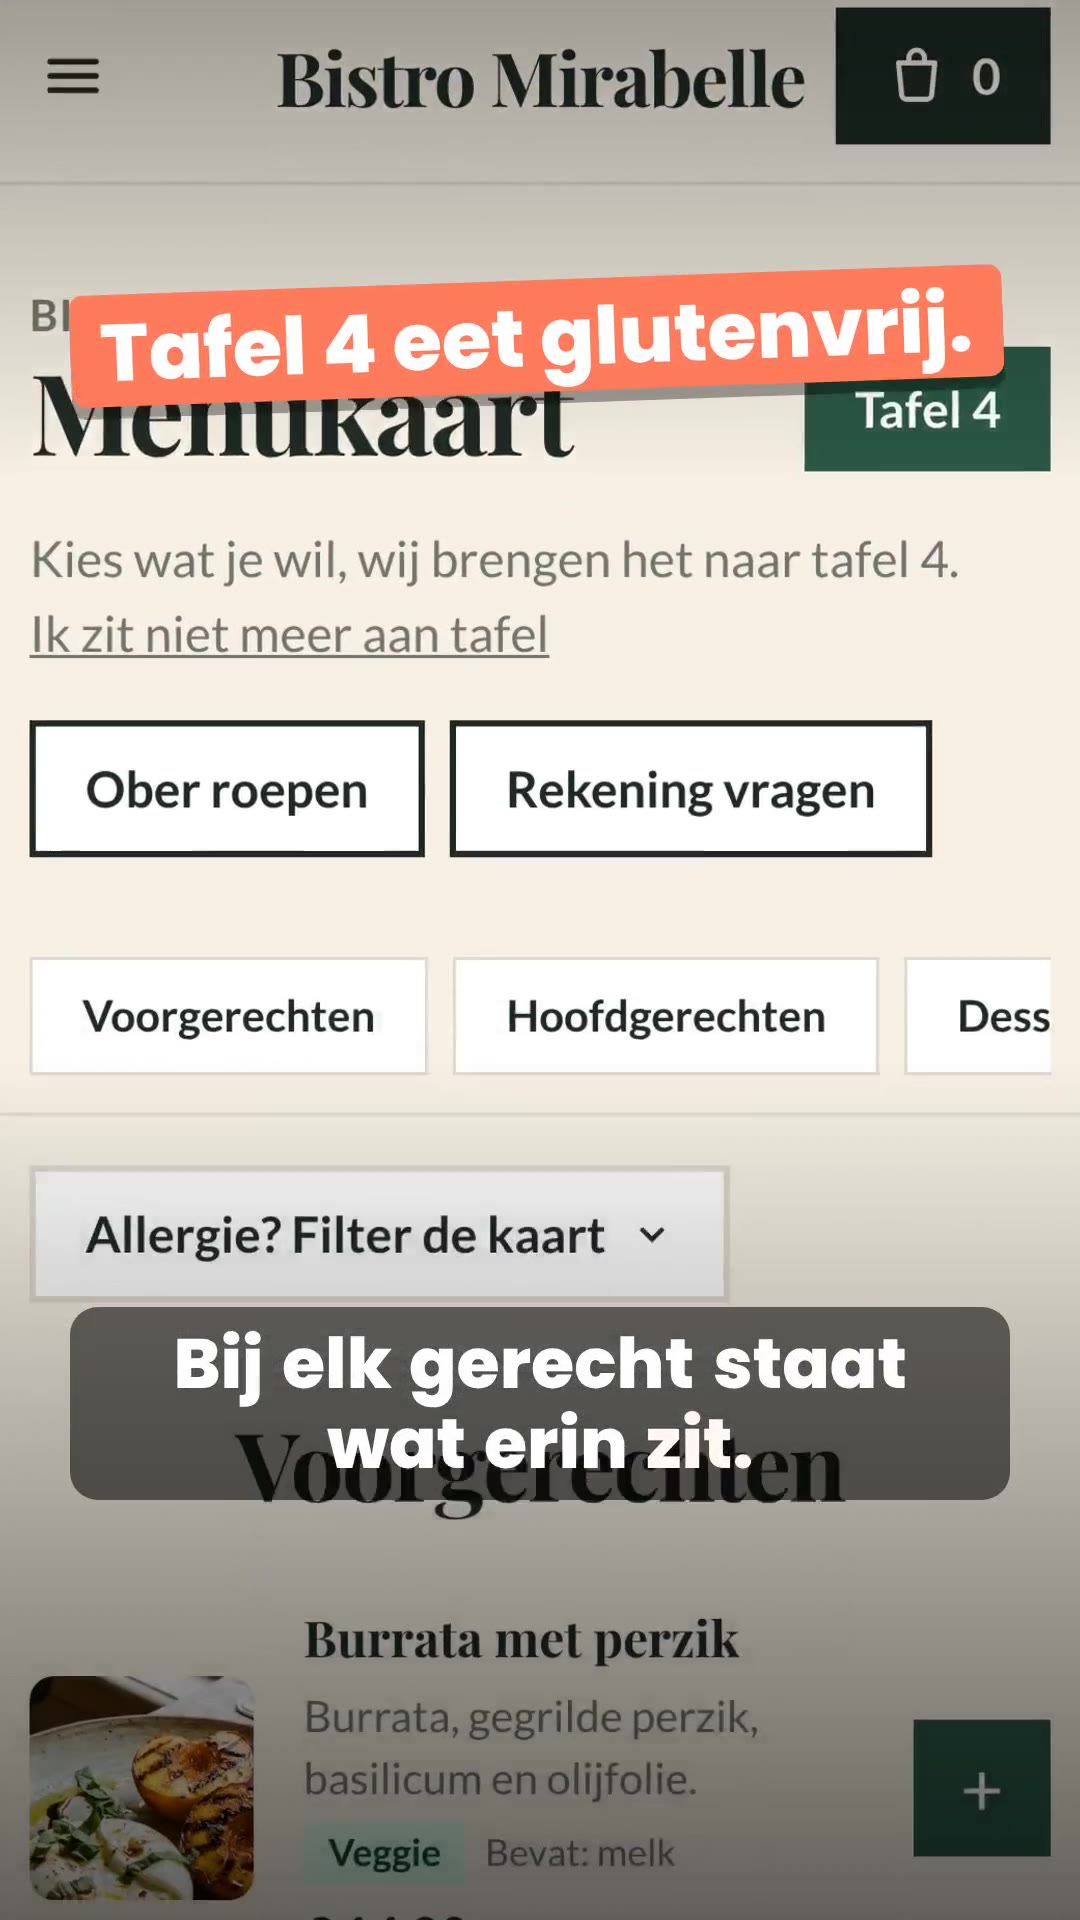 Bistro Mirabelle
0
Tafel 4 eet glutenvrij.
Menukaart
Tafel 4
Kies wat je wil, wij brengen het naar tafel 4.
Ik zit niet meer aan tafel
Ober roepen
Rekening vragen
Voorgerechten
Hoofdgerechten
Dess
Allergie? Filter de kaart
Bij elk gerecht staat
wat erin zit.
Voorgerechten
Burrata met perzik
Burrata, gegrilde perzik,
basilicum en olijfolie.
+
Veggie
Bevat: melk